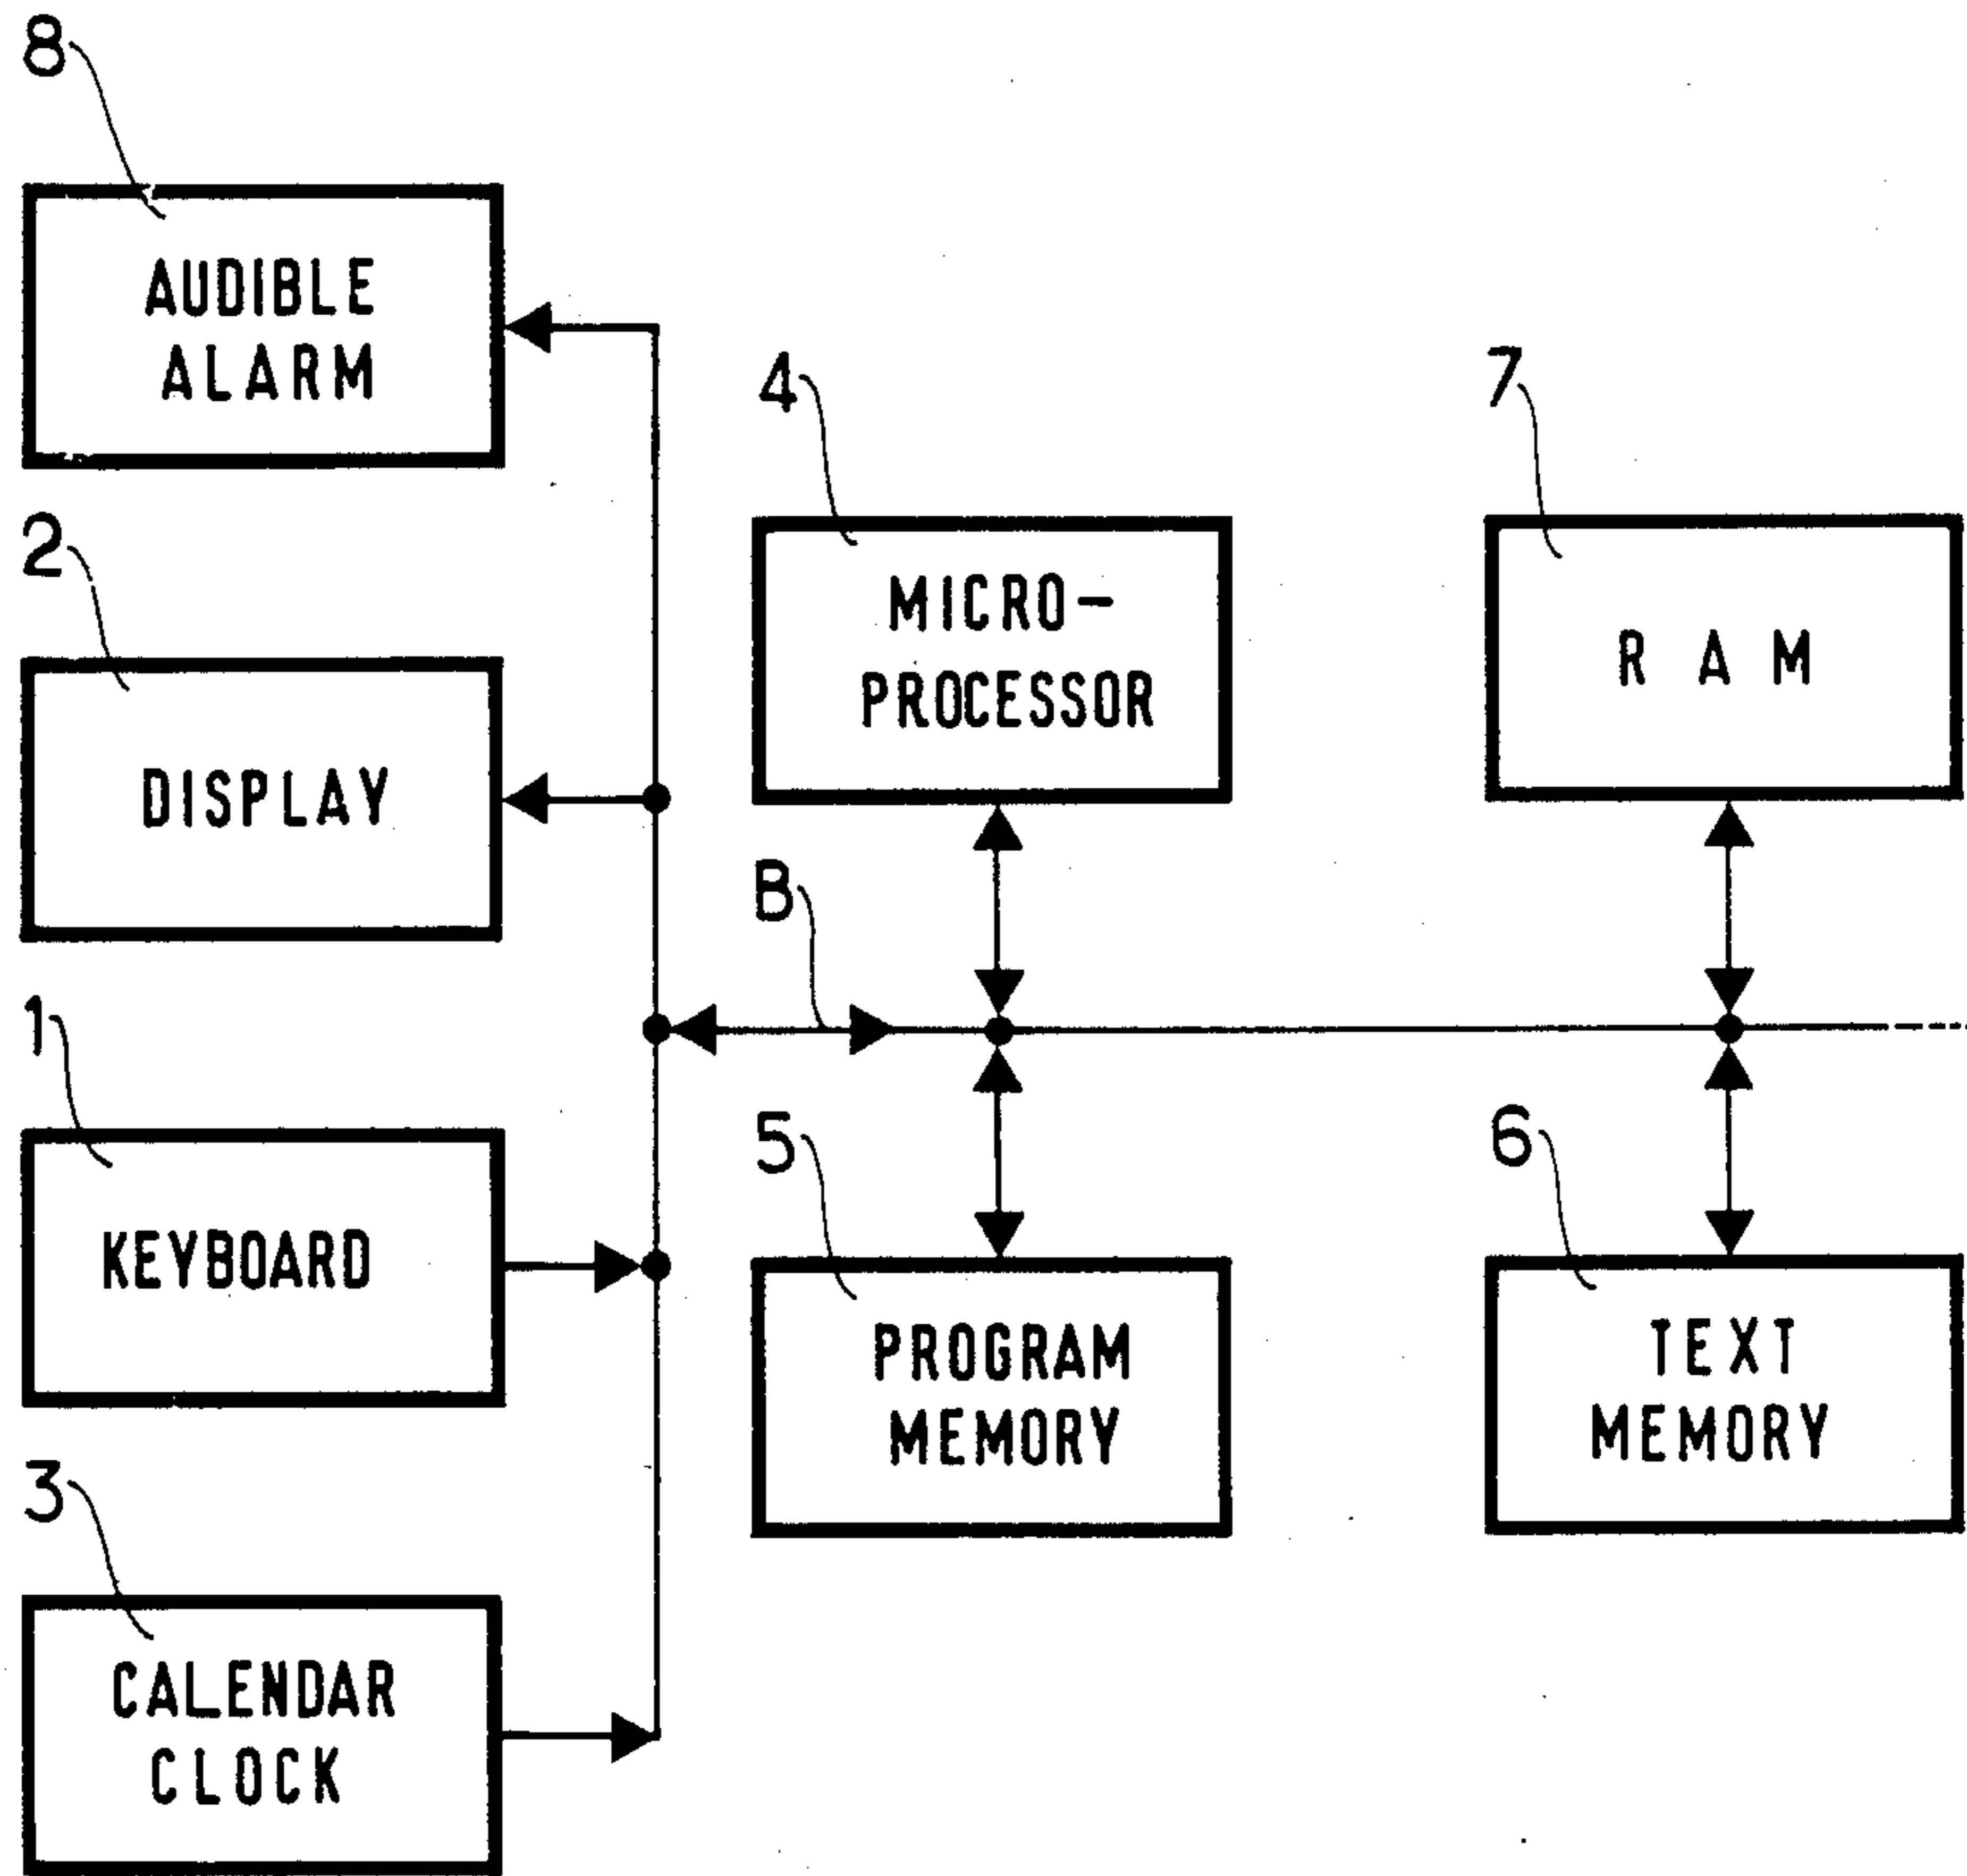 8
AUDIBLE
ALARM
2
DISPLAY
1
KEYBOARD
3
CALENDAR
CLOCK
4
MICRO-
PROCESSOR
B
5
PROGRAM
MEMORY
7
RAM
6
TEXT
MEMORY